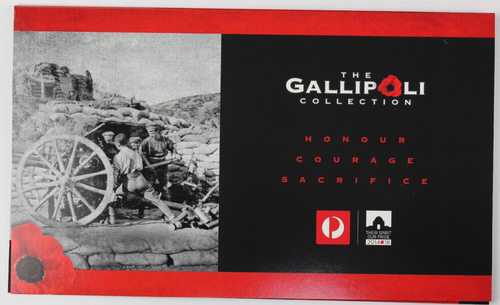 THE
GALLIPOLI
COLLECTION
HONOUR
COURAGE
SACRIFICE
THEIR SPIRIT
OUR PRIDE
2014 18